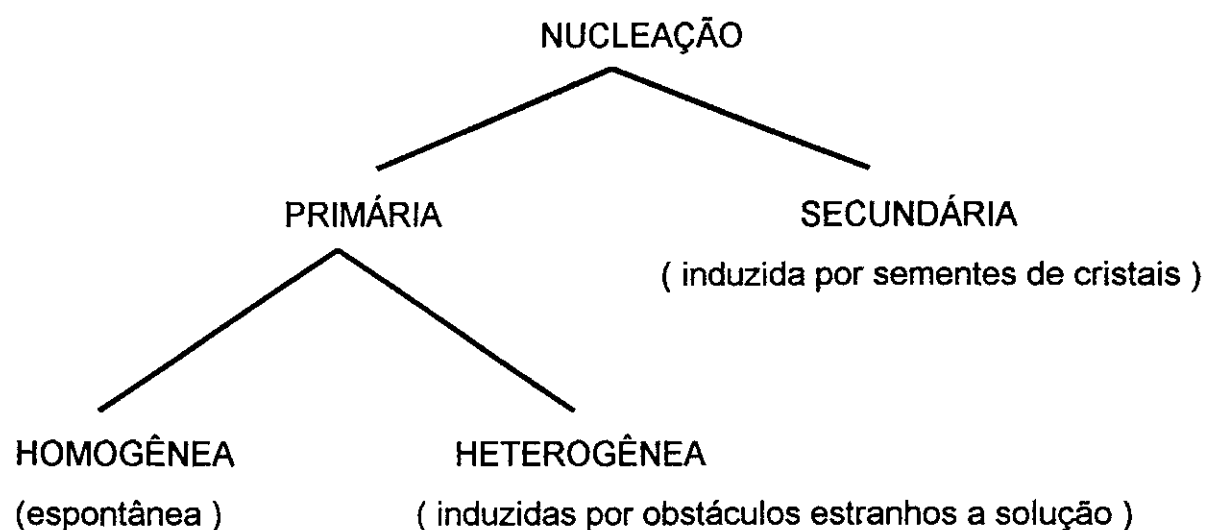 NUCLEAÇÃO
PRIMÁRIA
SECUNDÁRIA
( induzida por sementes de cristais )
HOMOGÊNEA
HETEROGÊNEA
(espontânea )
( induzidas por obstáculos estranhos a solução )